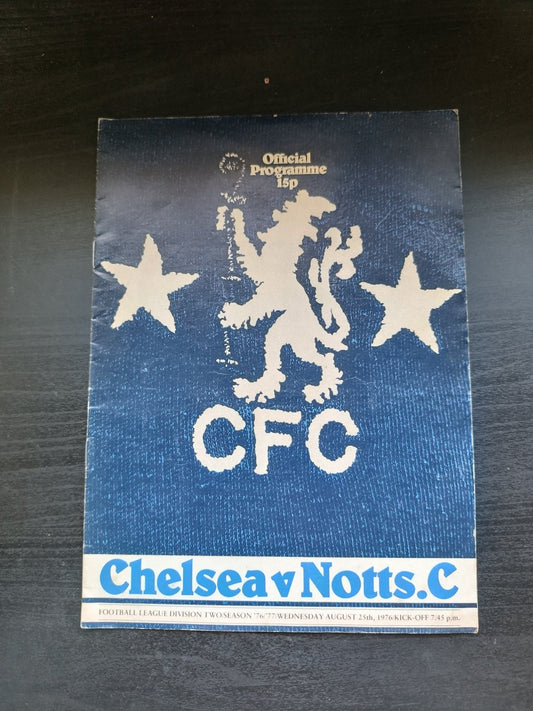 Official
Programme
15p
CFC
Chelsea v Notts.C
FOOTBALL LEAGUE DIVISION TWO/SEASON '76/'77/WEDNESDAY AUGUST 25th, 1976/KICK-OFF 7.45 p.m.